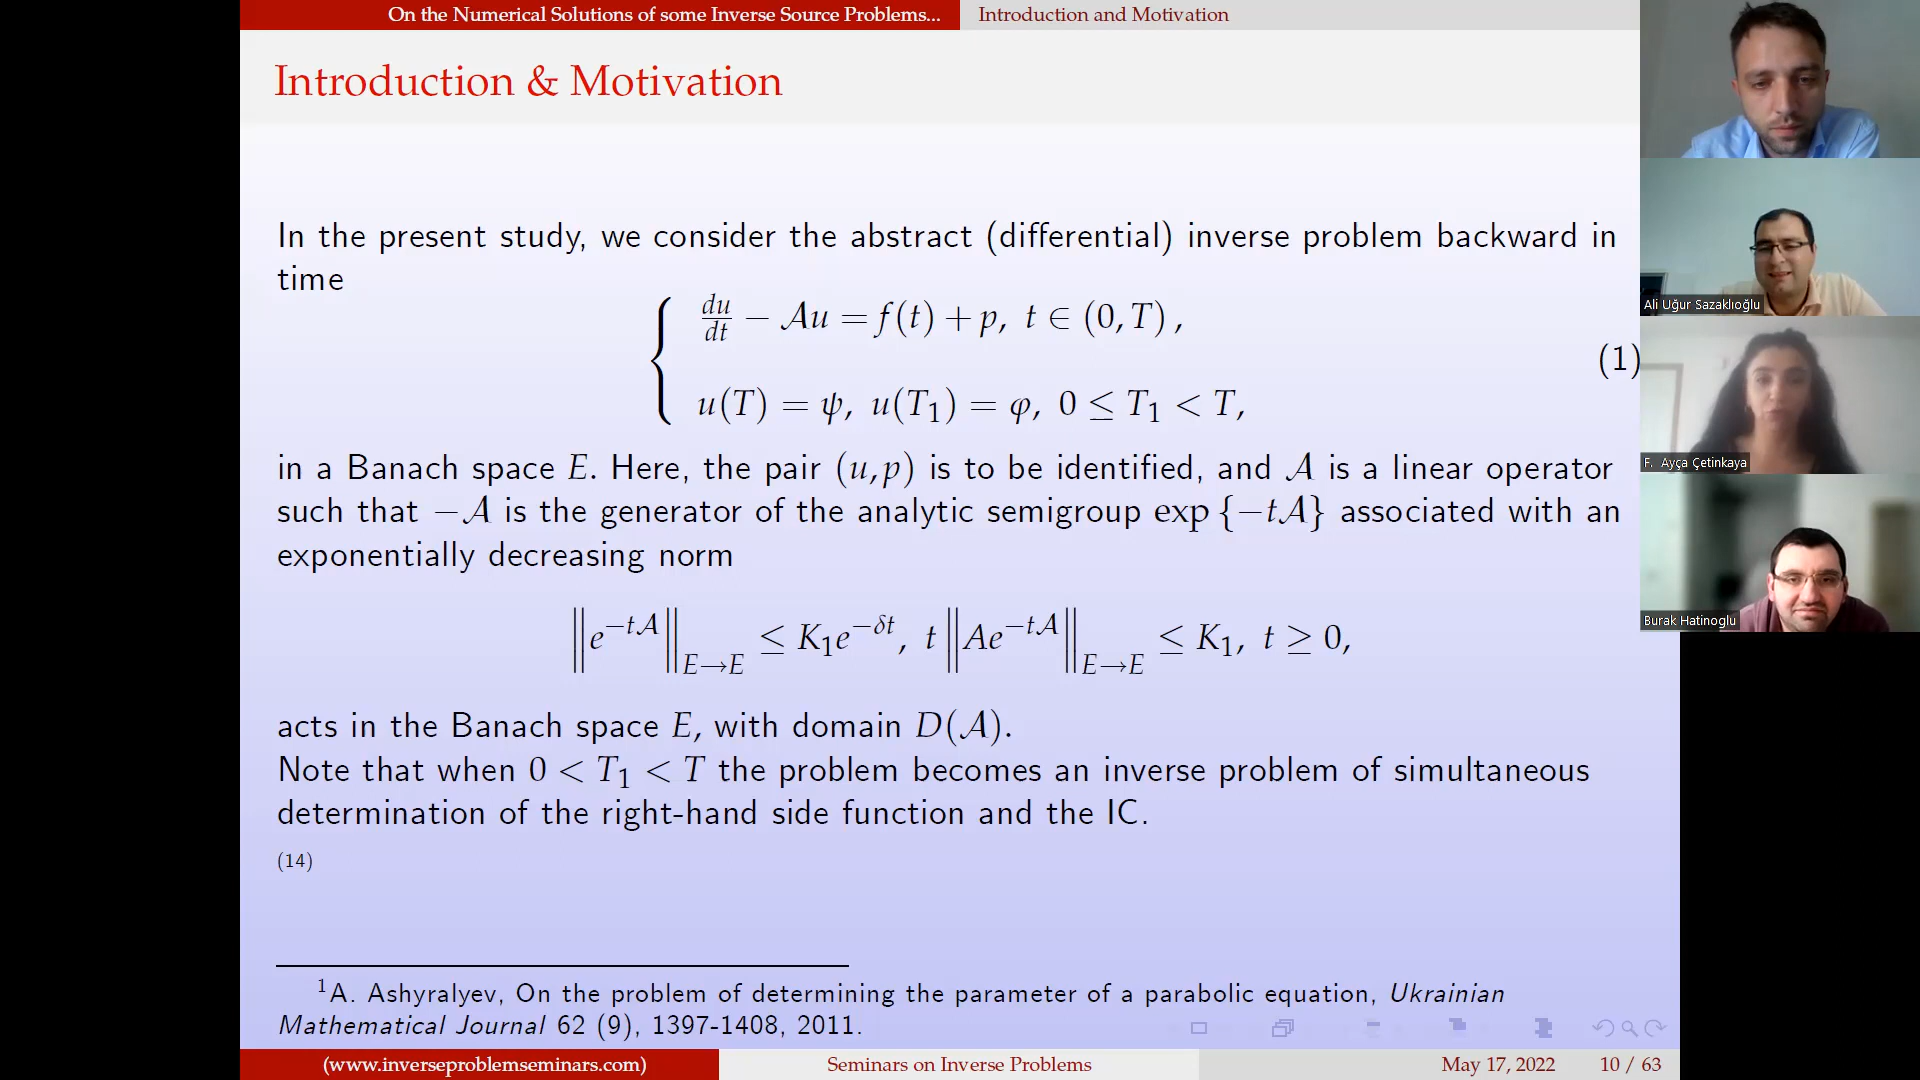 On the Numerical Solutions of some Inverse Source Problems... Introduction and Motivation
Introduction & Motivation
In the present study, we consider the abstract (differential) inverse problem backward in
time
du/dt − 𝒜u = f(t) + p, t ∈ (0, T),
(1)
u(T) = ψ, u(T₁) = φ, 0 ≤ T₁ < T,
in a Banach space E. Here, the pair (u, p) is to be identified, and 𝒜 is a linear operator
such that −𝒜 is the generator of the analytic semigroup exp {−t𝒜} associated with an
exponentially decreasing norm
‖e^{−t𝒜}‖_{E→E} ≤ K₁e^{−δt}, t ‖Ae^{−t𝒜}‖_{E→E} ≤ K₁, t ≥ 0,
acts in the Banach space E, with domain D(𝒜).
Note that when 0 < T₁ < T the problem becomes an inverse problem of simultaneous
determination of the right-hand side function and the IC.
(14)
¹A. Ashyralyev, On the problem of determining the parameter of a parabolic equation, Ukrainian
Mathematical Journal 62 (9), 1397-1408, 2011.
(www.inverseproblemseminars.com) Seminars on Inverse Problems May 17, 2022 10 / 63
Ali Uğur Sazaklıoğlu
F. Ayça Çetinkaya
Burak Hatinoglu